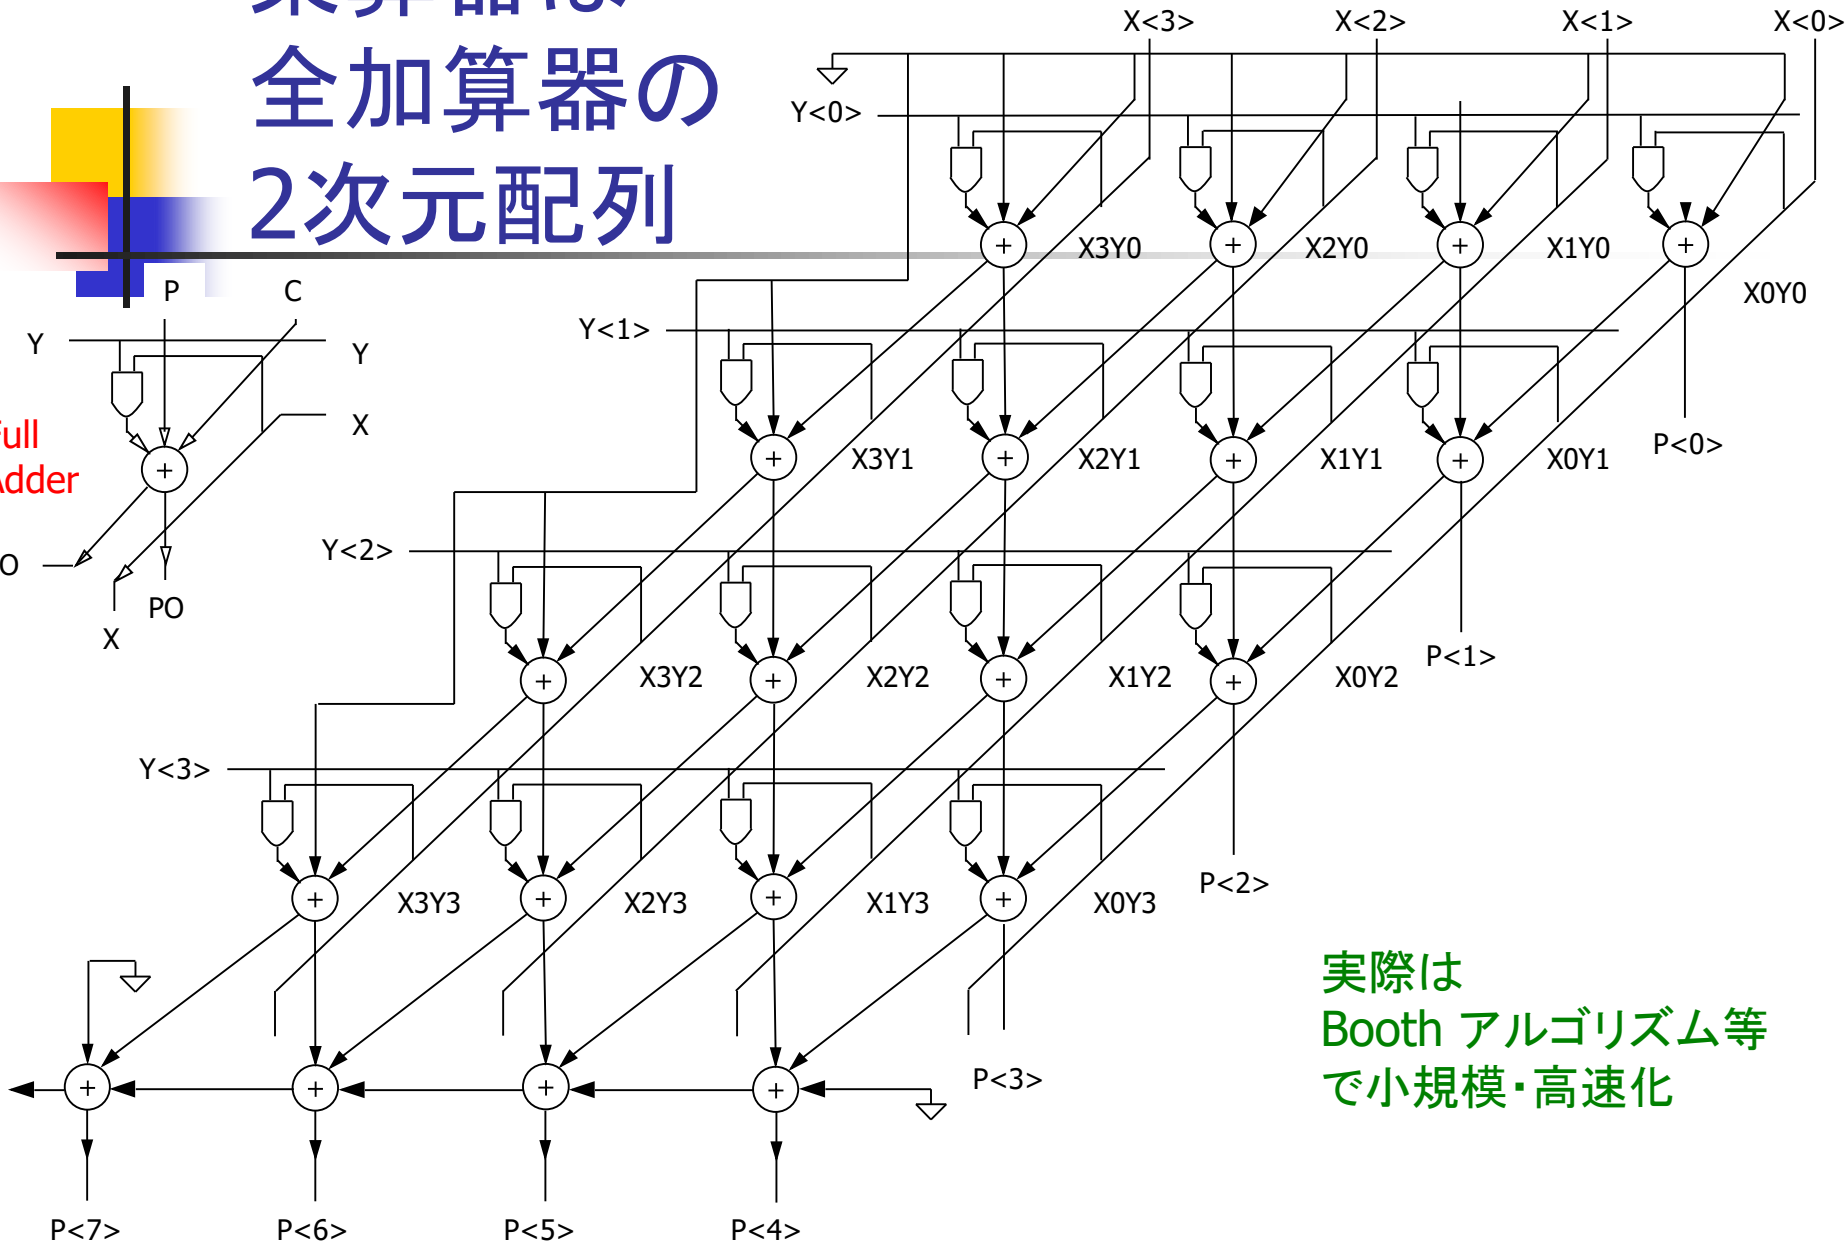 全加算器の
2次元配列
X<3> X<2> X<1> X<0>
Y<0>
X3Y0 X2Y0 X1Y0 X0Y0
P C
Y
Y
X
Adder
PO
X
Y<1>
X3Y1 X2Y1 X1Y1 X0Y1
P<0>
Y<2>
X3Y2 X2Y2 X1Y2 X0Y2
P<1>
Y<3>
X3Y3 X2Y3 X1Y3 X0Y3
P<2>
P<3>
実際は
Booth アルゴリズム等
で小規模・高速化
P<7> P<6> P<5> P<4>